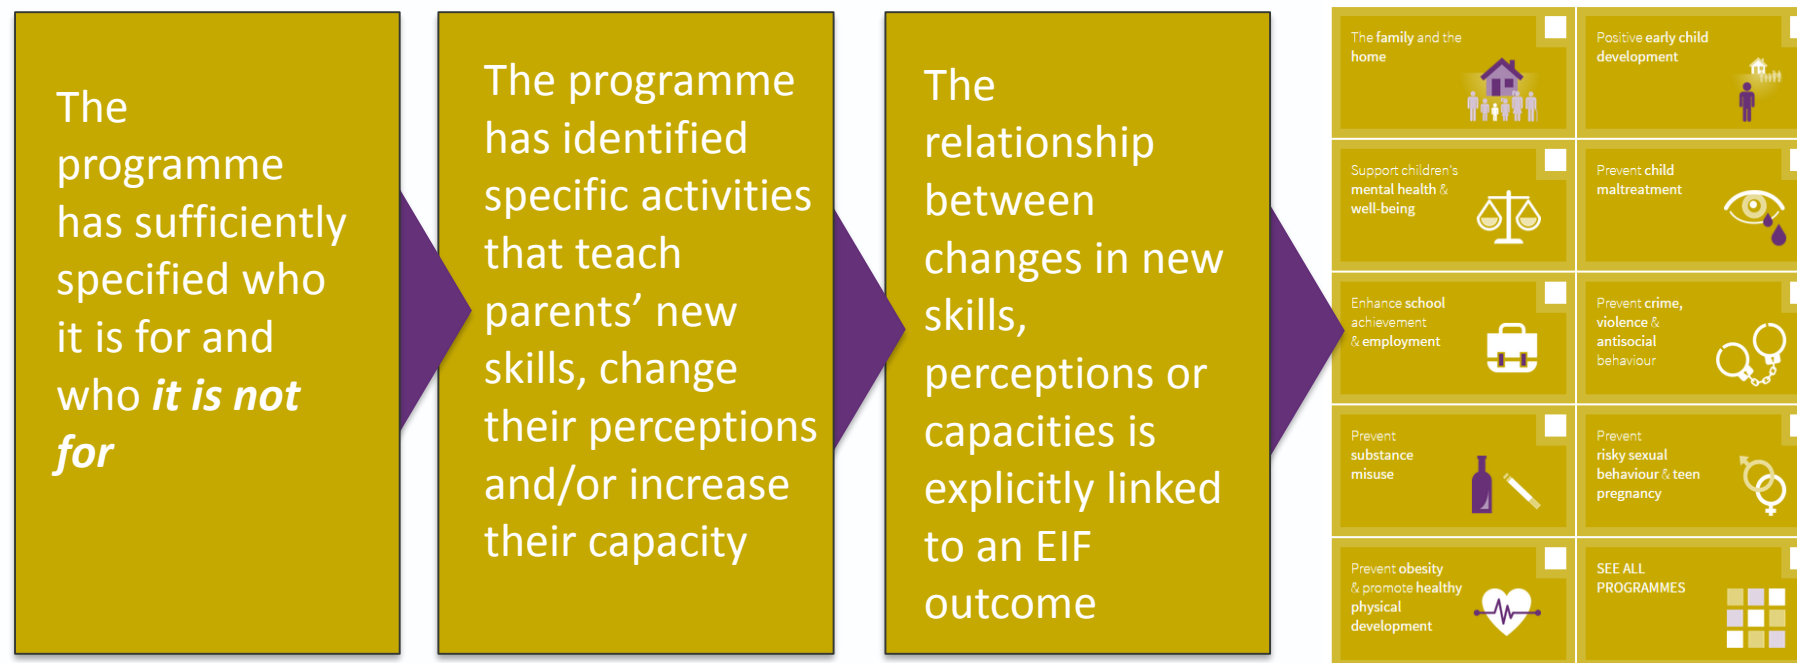 The
programme
has sufficiently
specified who
it is for and
who it is not
for
The programme
has identified
specific activities
that teach
parents’ new
skills, change
their perceptions
and/or increase
their capacity
The
relationship
between
changes in new
skills,
perceptions or
capacities is
explicitly linked
to an EIF
outcome
The family and the
home
Positive early child
development
Support children's
mental health &
well-being
Prevent child
maltreatment
Enhance school
achievement
& employment
Prevent crime,
violence &
antisocial
behaviour
Prevent
substance
misuse
Prevent
risky sexual
behaviour & teen
pregnancy
Prevent obesity
& promote healthy
physical
development
SEE ALL
PROGRAMMES